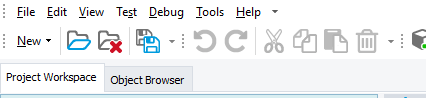 File Edit View Test Debug Tools Help
New
Project Workspace Object Browser